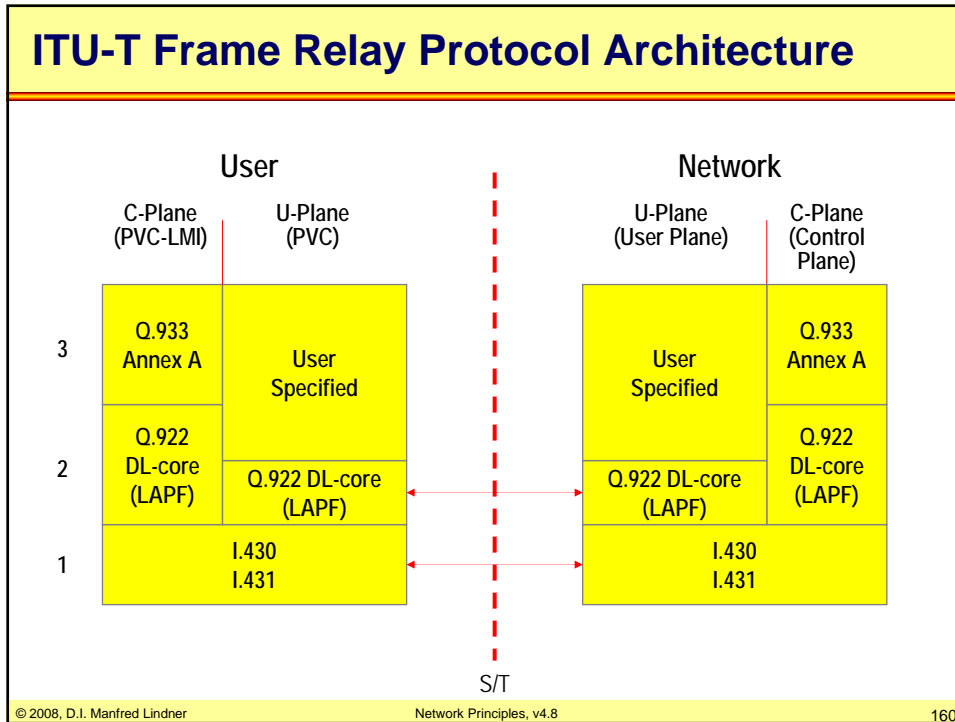 ITU-T Frame Relay Protocol Architecture
User
Network
C-Plane
(PVC-LMI)
U-Plane
(PVC)
U-Plane
(User Plane)
C-Plane
(Control
Plane)
3
Q.933
Annex A
User
Specified
User
Specified
Q.933
Annex A
2
Q.922
DL-core
(LAPF)
Q.922 DL-core
(LAPF)
Q.922 DL-core
(LAPF)
Q.922
DL-core
(LAPF)
1
I.430
I.431
I.430
I.431
S/T
© 2008, D.I. Manfred Lindner
Network Principles, v4.8
160